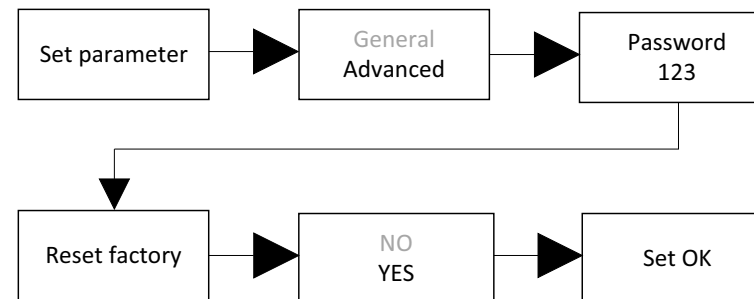 Set parameter
General
Advanced
Password
123
Reset factory
NO
YES
Set OK